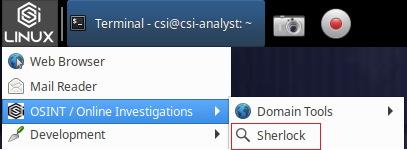 LINUX
Terminal - csi@csi-analyst: ~
Web Browser
Mail Reader
OSINT / Online Investigations
Domain Tools
Development
Sherlock